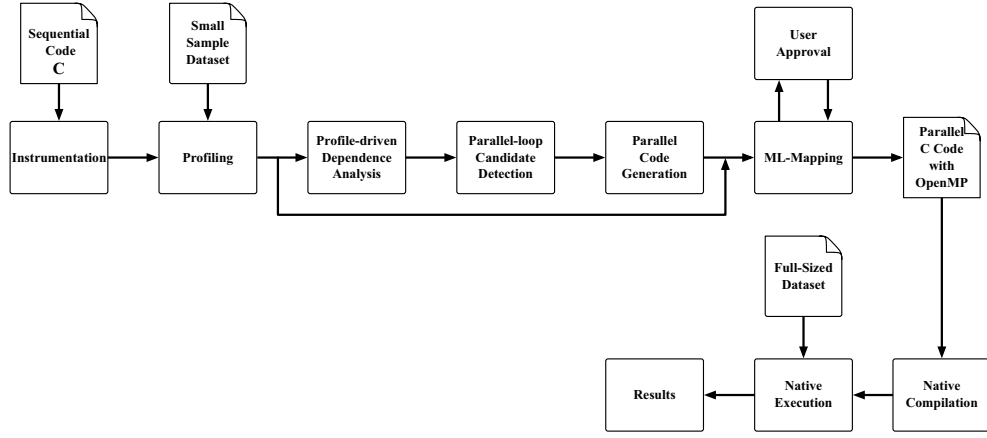 Sequential
Code
C
Small
Sample
Dataset
User
Approval
Instrumentation
Profiling
Profile-driven
Dependence
Analysis
Parallel-loop
Candidate
Detection
Parallel
Code
Generation
ML-Mapping
Parallel
C Code
with
OpenMP
Full-Sized
Dataset
Results
Native
Execution
Native
Compilation